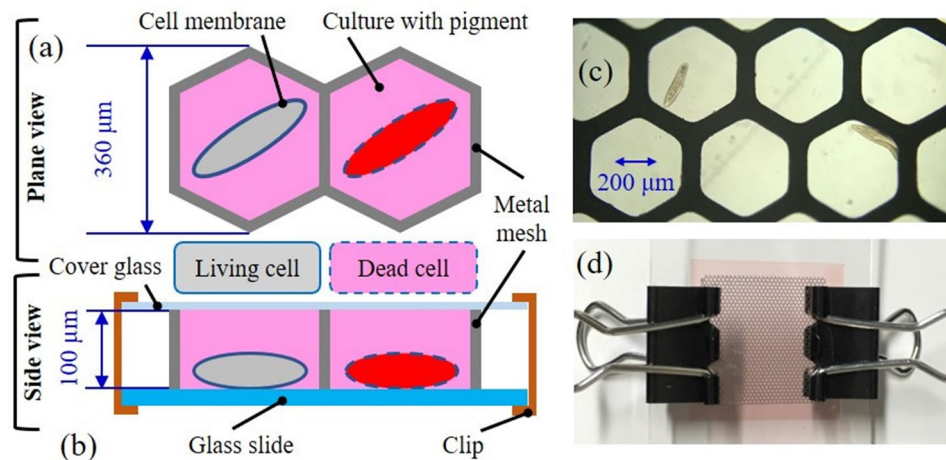 (a)
Cell membrane
Culture with pigment
Plane view
360 μm
Metal
mesh
Living cell
Dead cell
Cover glass
Side view
100 μm
(b)
Glass slide
Clip
(c)
200 μm
(d)